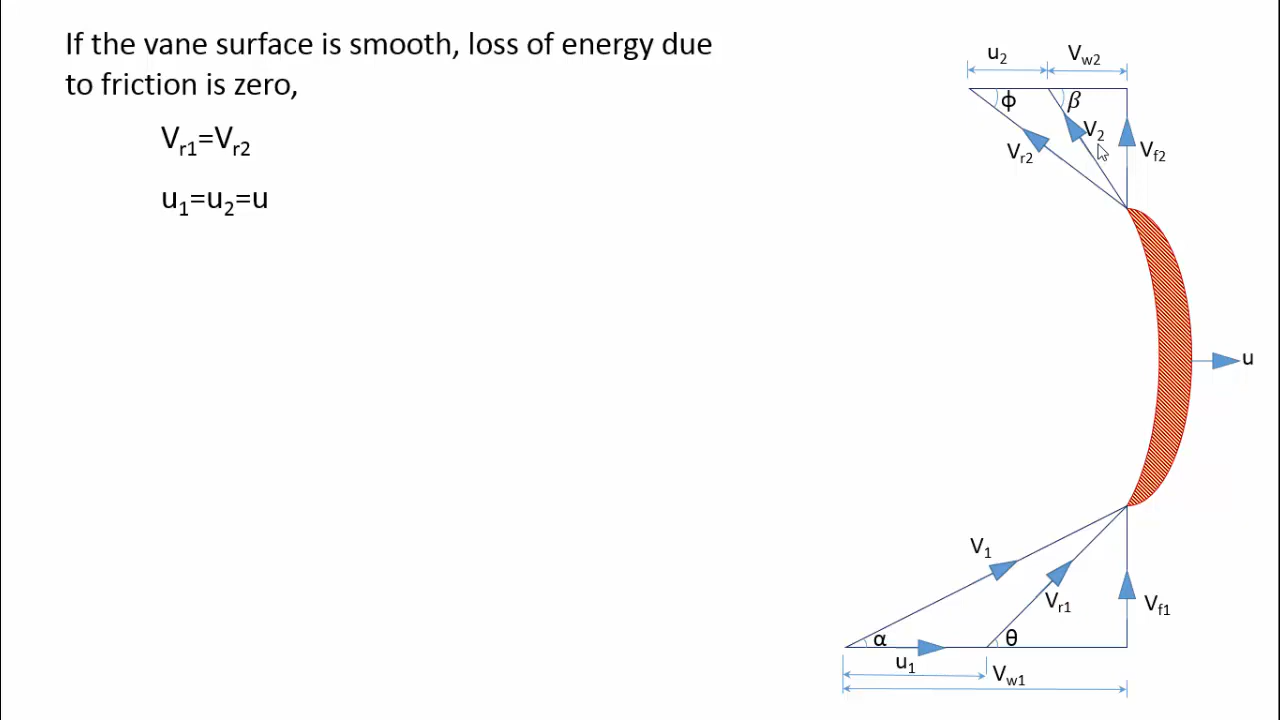 If the vane surface is smooth, loss of energy due
to friction is zero,
Vr1=Vr2
u1=u2=u
u2
Vw2
ϕ
β
V2
Vr2
Vf2
u
V1
Vr1
Vf1
α
θ
u1
Vw1